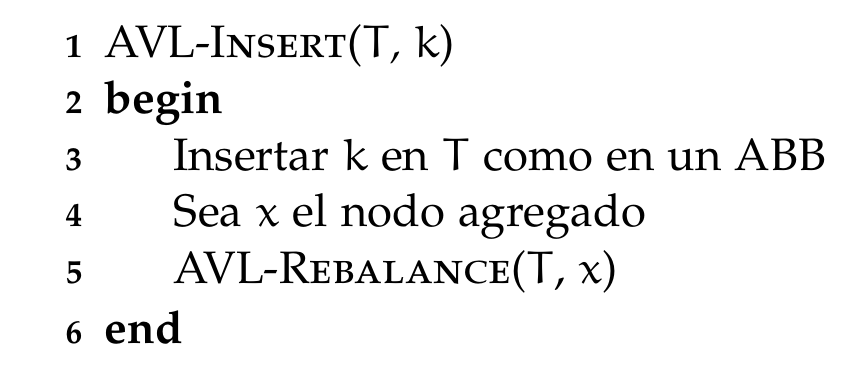 1 AVL-INSERT(T, k)
2 begin
3 Insertar k en T como en un ABB
4 Sea x el nodo agregado
5 AVL-REBALANCE(T, x)
6 end